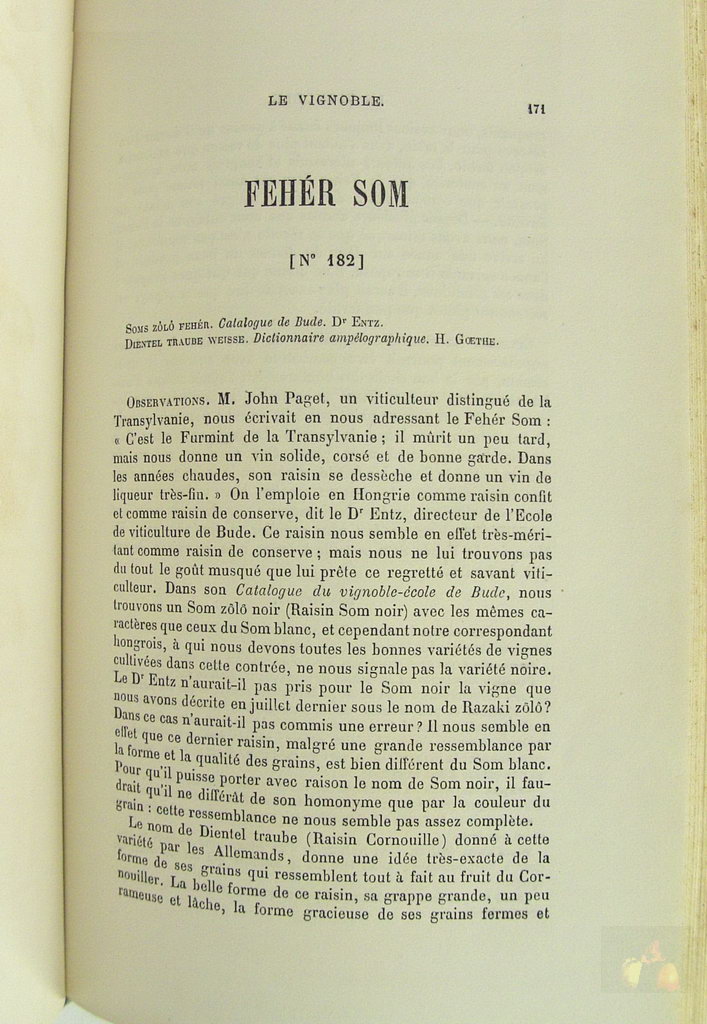 LE VIGNOBLE.
171
FEHÉR SOM
[N° 182]
SOMS ZÔLÔ FEHÉR. Catalogue de Bude. Dr ENTZ.
DIENTEL TRAUBE WEISSE. Dictionnaire ampélographique. H. GŒTHE.
OBSERVATIONS. M. John Paget, un viticulteur distingué de la
Transylvanie, nous écrivait en nous adressant le Fehér Som :
« C'est le Furmint de la Transylvanie ; il mûrit un peu tard,
mais nous donne un vin solide, corsé et de bonne garde. Dans
les années chaudes, son raisin se dessèche et donne un vin de
liqueur très-fin. » On l'emploie en Hongrie comme raisin confit
et comme raisin de conserve, dit le Dr Entz, directeur de l'Ecole
de viticulture de Bude. Ce raisin nous semble en effet très-méri-
tant comme raisin de conserve ; mais nous ne lui trouvons pas
du tout le goût musqué que lui prête ce regretté et savant viti-
culteur. Dans son Catalogue du vignoble-école de Bude, nous
trouvons un Som zôlô noir (Raisin Som noir) avec les mêmes ca-
ractères que ceux du Som blanc, et cependant notre correspondant
hongrois, à qui nous devons toutes les bonnes variétés de vignes
cultivées dans cette contrée, ne nous signale pas la variété noire.
Le Dr Entz n'aurait-il pas pris pour le Som noir la vigne que
nous avons décrite en juillet dernier sous le nom de Razaki zôlô?
Dans ce cas n'aurait-il pas commis une erreur? Il nous semble en
effet que ce dernier raisin, malgré une grande ressemblance par
la forme et la qualité des grains, est bien différent du Som blanc.
Pour qu'il puisse porter avec raison le nom de Som noir, il fau-
drait qu'il ne différât de son homonyme que par la couleur du
grain : cette ressemblance ne nous semble pas assez complète.
Le nom de Dientel traube (Raisin Cornouille) donné à cette
variété par les Allemands, donne une idée très-exacte de la
forme de ses grains qui ressemblent tout à fait au fruit du Cor-
nouiller. La belle forme de ce raisin, sa grappe grande, un peu
rameuse et lâche, la forme gracieuse de ses grains fermes et